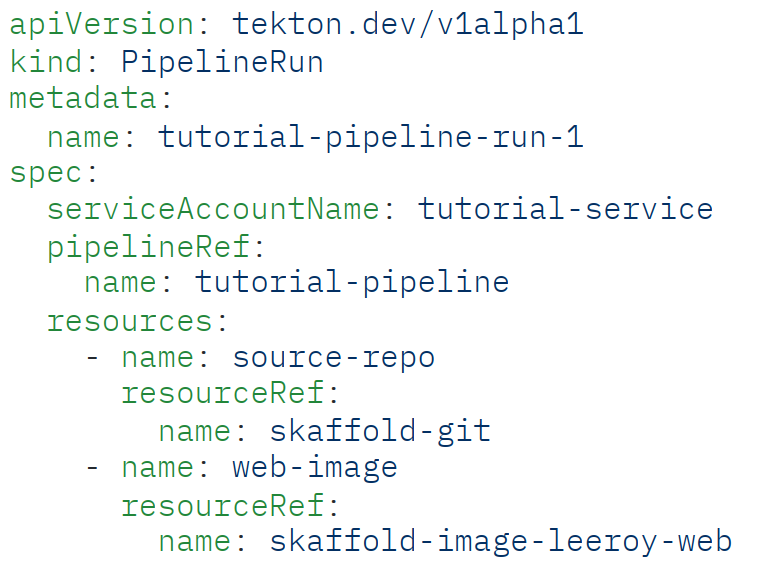 apiVersion: tekton.dev/v1alpha1
kind: PipelineRun
metadata:
  name: tutorial-pipeline-run-1
spec:
  serviceAccountName: tutorial-service
  pipelineRef:
    name: tutorial-pipeline
  resources:
    - name: source-repo
      resourceRef:
        name: skaffold-git
    - name: web-image
      resourceRef:
        name: skaffold-image-leeroy-web